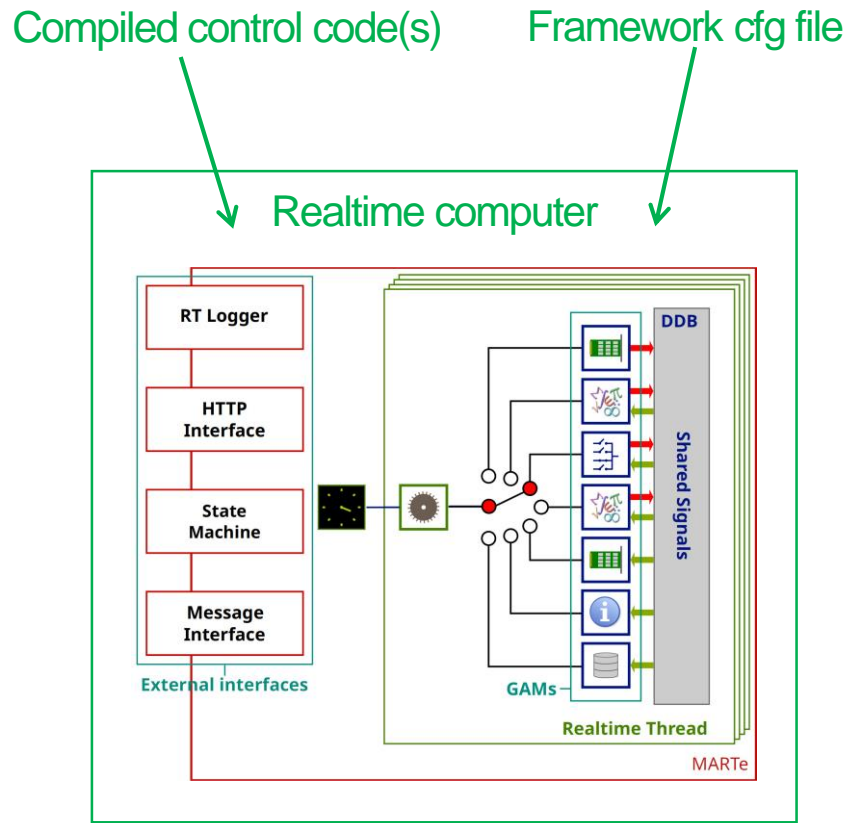 Compiled control code(s)
Framework cfg file
Realtime computer
RT Logger
HTTP
Interface
State
Machine
Message
Interface
External interfaces
DDB
Shared Signals
GAMs
Realtime Thread
MARTe